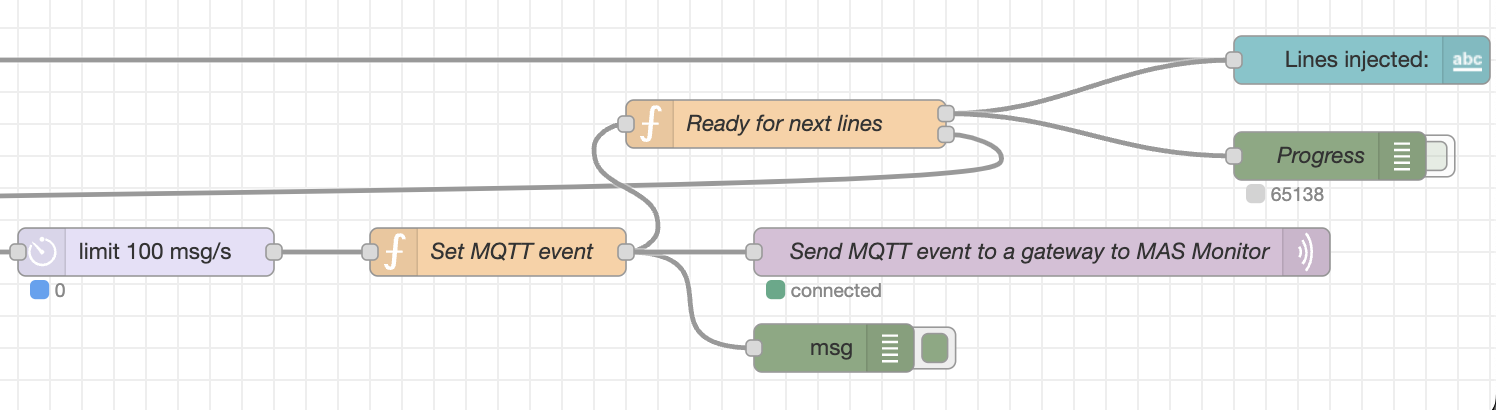 Lines injected: abc
Ready for next lines
Progress
65138
limit 100 msg/s
Set MQTT event
Send MQTT event to a gateway to MAS Monitor
0
connected
msg